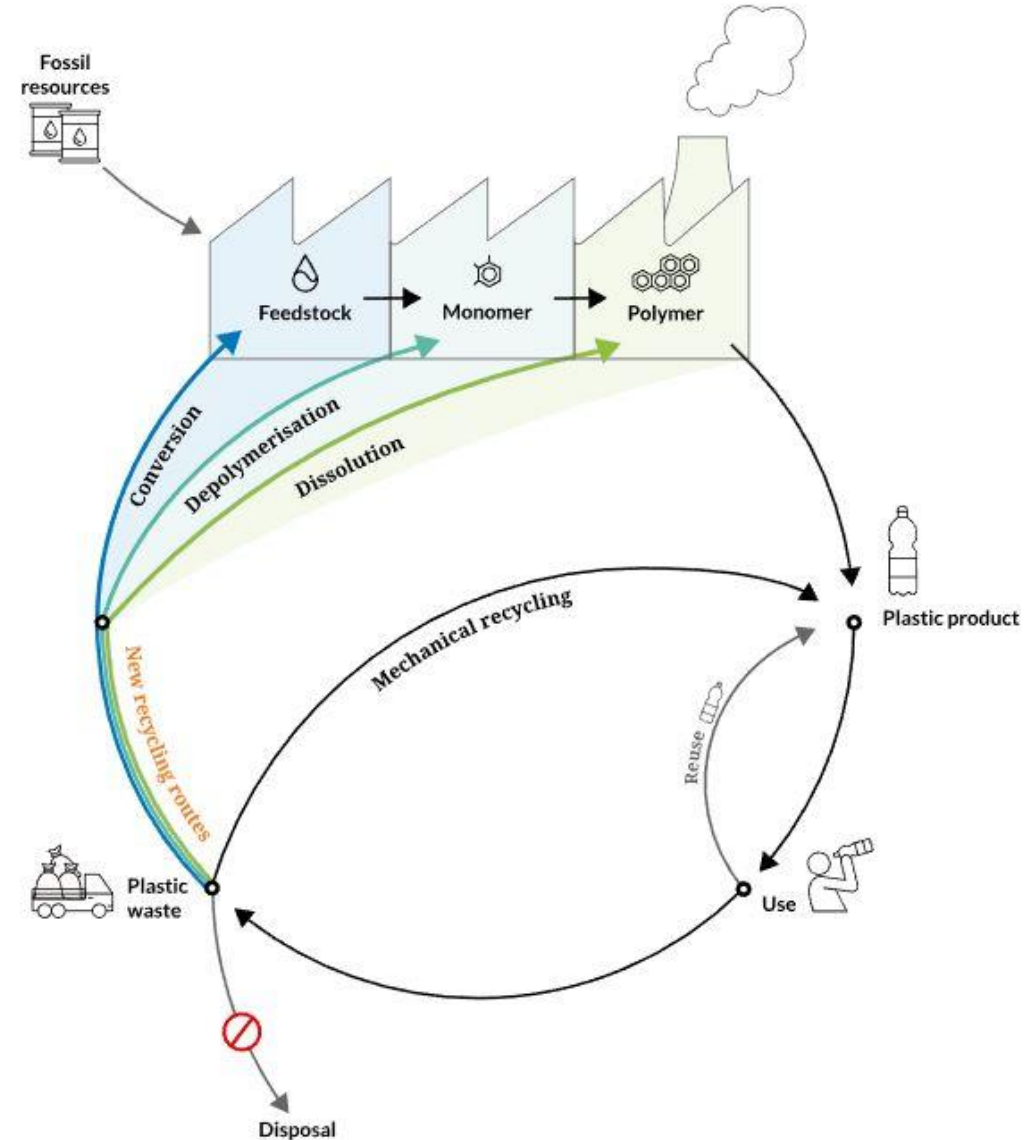 Fossil
resources
Feedstock
Monomer
Polymer
Conversion
Depolymerisation
Dissolution
Mechanical recycling
Plastic product
New recycling routes
Reuse
Plastic
waste
Use
Disposal